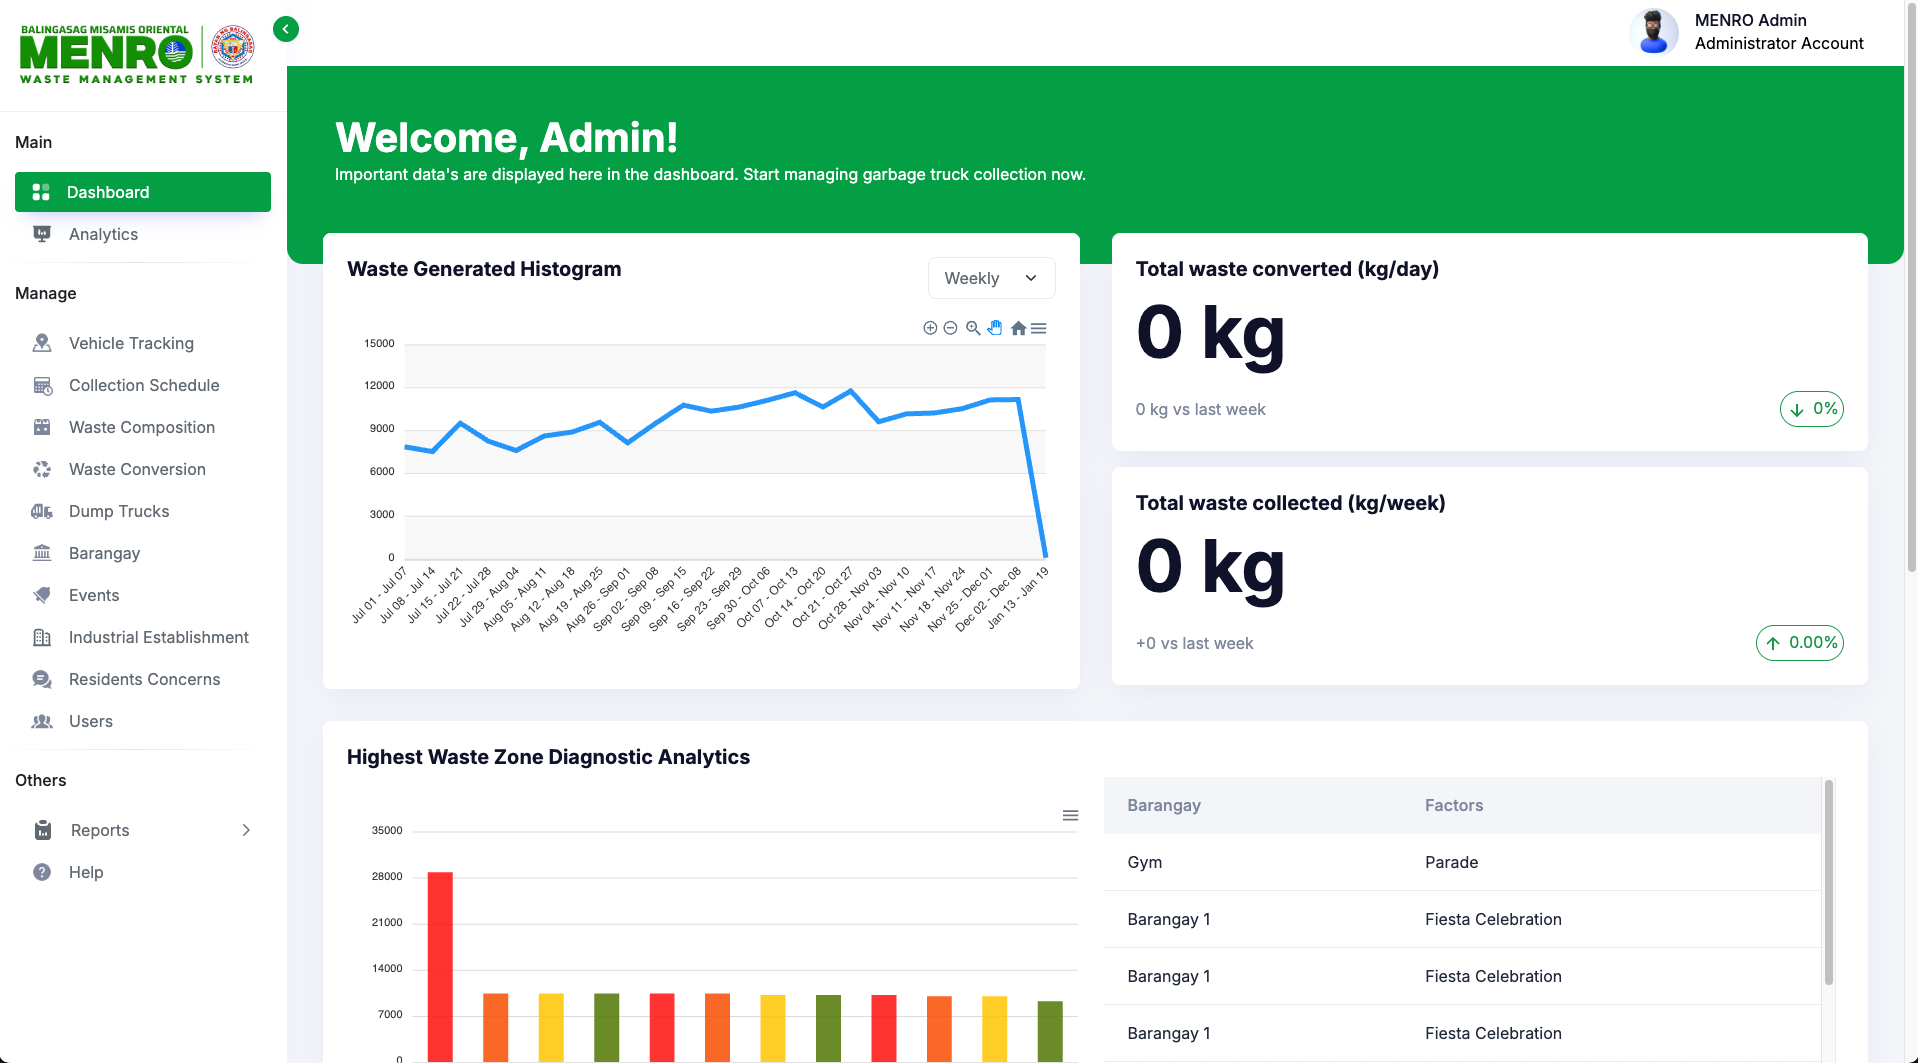 BALINGASAG MISAMIS ORIENTAL
MENRO
WASTE MANAGEMENT SYSTEM
MENRO Admin
Administrator Account
Main
Dashboard
Analytics
Manage
Vehicle Tracking
Collection Schedule
Waste Composition
Waste Conversion
Dump Trucks
Barangay
Events
Industrial Establishment
Residents Concerns
Users
Others
Reports
Help
Welcome, Admin!
Important data's are displayed here in the dashboard. Start managing garbage truck collection now.
Waste Generated Histogram
Weekly
15000
12000
9000
6000
3000
0
Jul 01 - Jul 07
Jul 08 - Jul 14
Jul 15 - Jul 21
Jul 22 - Jul 28
Jul 29 - Aug 04
Aug 05 - Aug 11
Aug 12 - Aug 18
Aug 19 - Aug 25
Aug 26 - Sep 01
Sep 02 - Sep 08
Sep 09 - Sep 15
Sep 16 - Sep 22
Sep 23 - Sep 29
Sep 30 - Oct 06
Oct 07 - Oct 13
Oct 14 - Oct 20
Oct 21 - Oct 27
Oct 28 - Nov 03
Nov 04 - Nov 10
Nov 11 - Nov 17
Nov 18 - Nov 24
Nov 25 - Dec 01
Dec 02 - Dec 08
Jan 13 - Jan 19
Total waste converted (kg/day)
0 kg
0 kg vs last week
0%
Total waste collected (kg/week)
0 kg
+0 vs last week
0.00%
Highest Waste Zone Diagnostic Analytics
35000
28000
21000
14000
7000
0
Barangay Factors
Gym Parade
Barangay 1 Fiesta Celebration
Barangay 1 Fiesta Celebration
Barangay 1 Fiesta Celebration